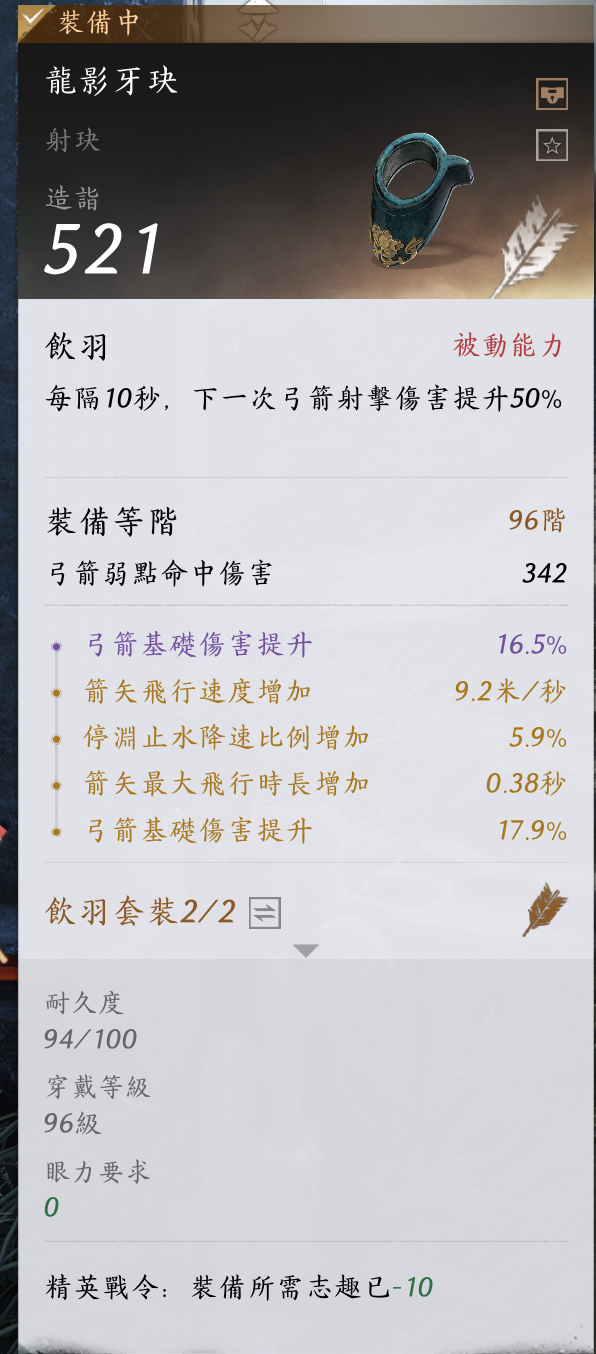 裝備中
龍影牙玦
射玦
造詣
521
飲羽 被動能力
每隔10秒，下一次弓箭射擊傷害提升50%
裝備等階 96階
弓箭弱點命中傷害 342
弓箭基礎傷害提升 16.5%
箭矢飛行速度增加 9.2米/秒
停淵止水降速比例增加 5.9%
箭矢最大飛行時長增加 0.38秒
弓箭基礎傷害提升 17.9%
飲羽套裝2/2
耐久度
94/100
穿戴等級
96級
眼力要求
0
精英戰令：裝備所需志趣已-10